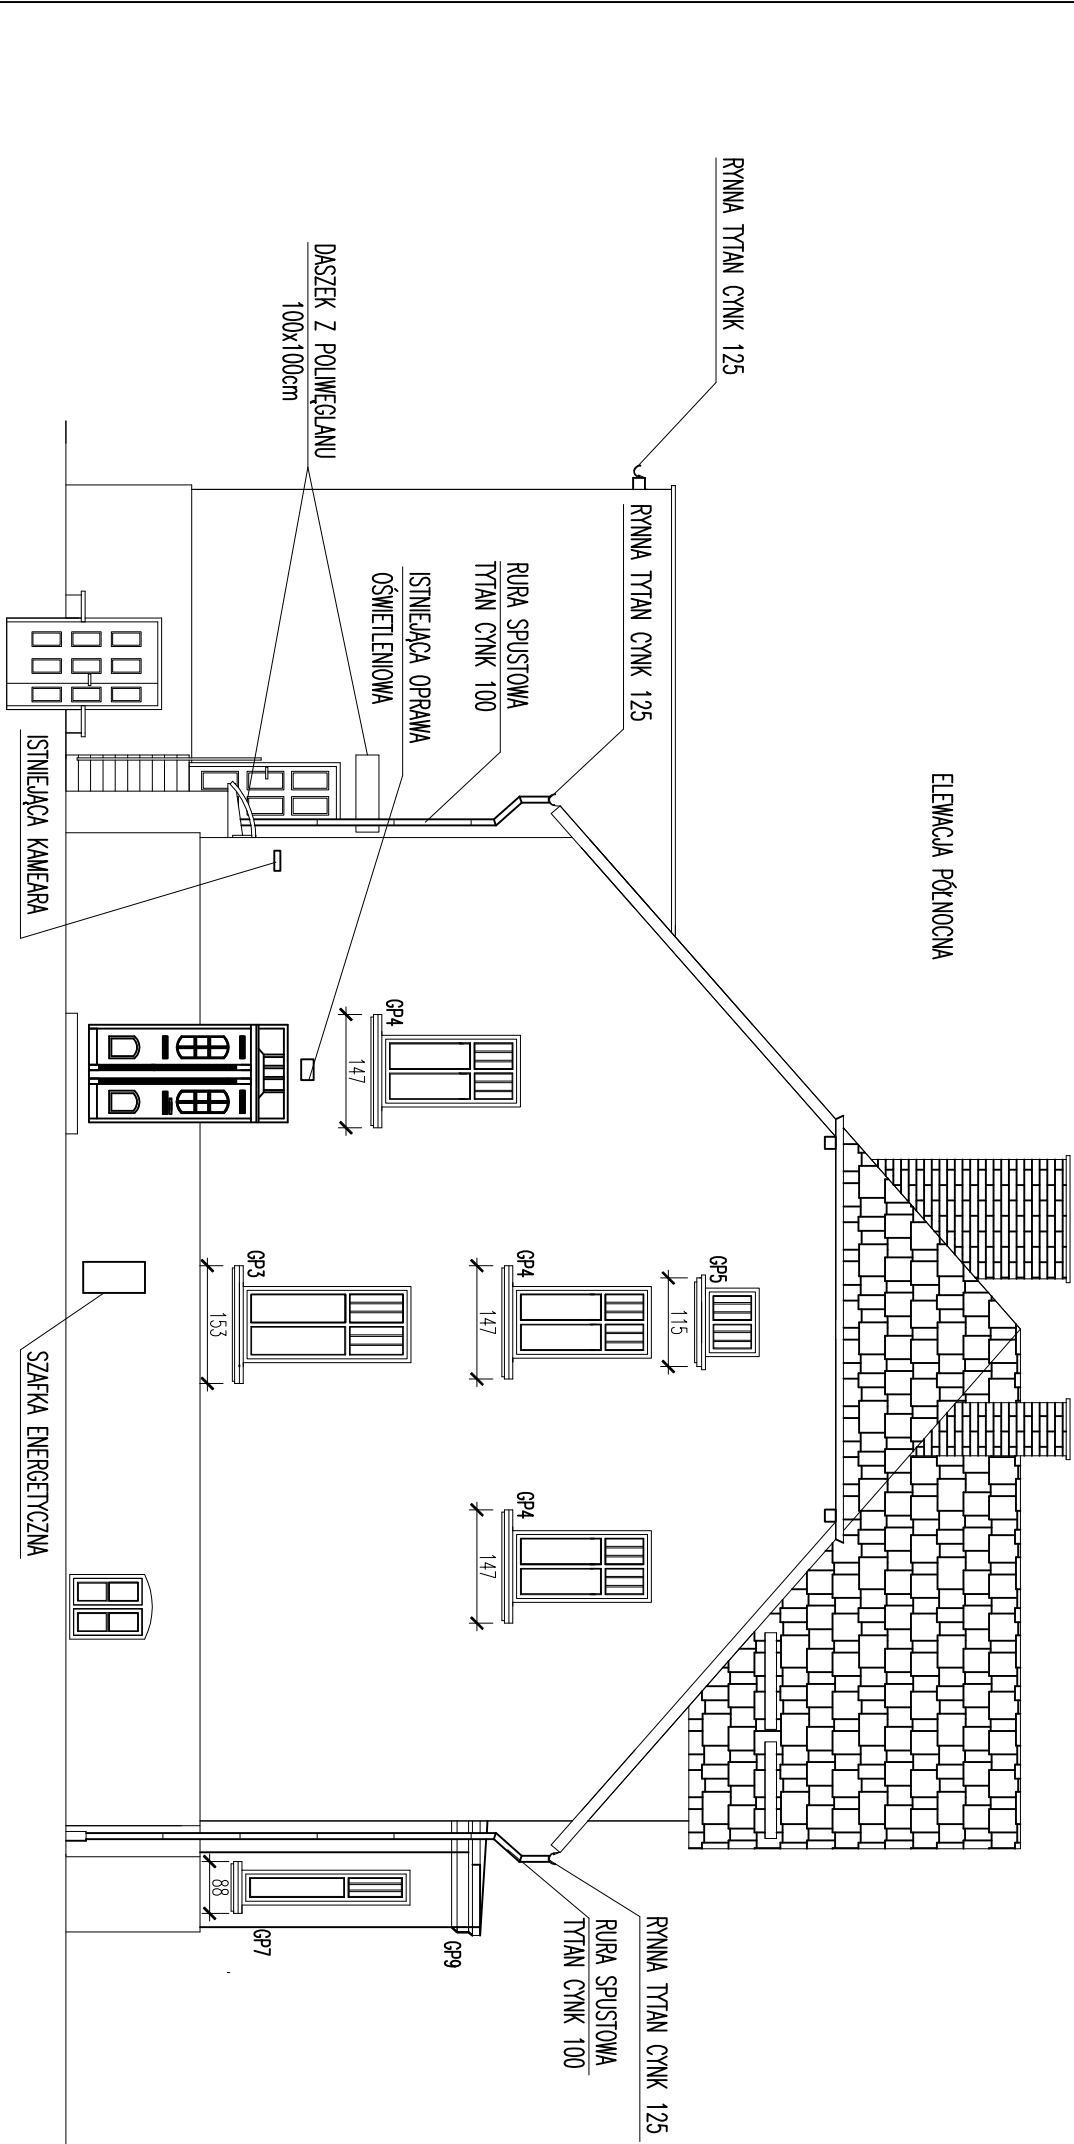 ELEWACJA PÓŁNOCNA
RYNNA TYTAN CYNK 125
RYNNA TYTAN CYNK 125
RURA SPUSTOWA
TYTAN CYNK 100
ISTNIEJĄCA OPRAWA
OŚWIETLENIOWA
DASZEK Z POLIWĘGLANU
100x100cm
ISTNIEJĄCA KAMEARA
GP4
147
GP5
115
GP4
147
GP3
153
GP4
147
SZAFKA ENERGETYCZNA
RYNNA TYTAN CYNK 125
RURA SPUSTOWA
TYTAN CYNK 100
GP9
GP7
88